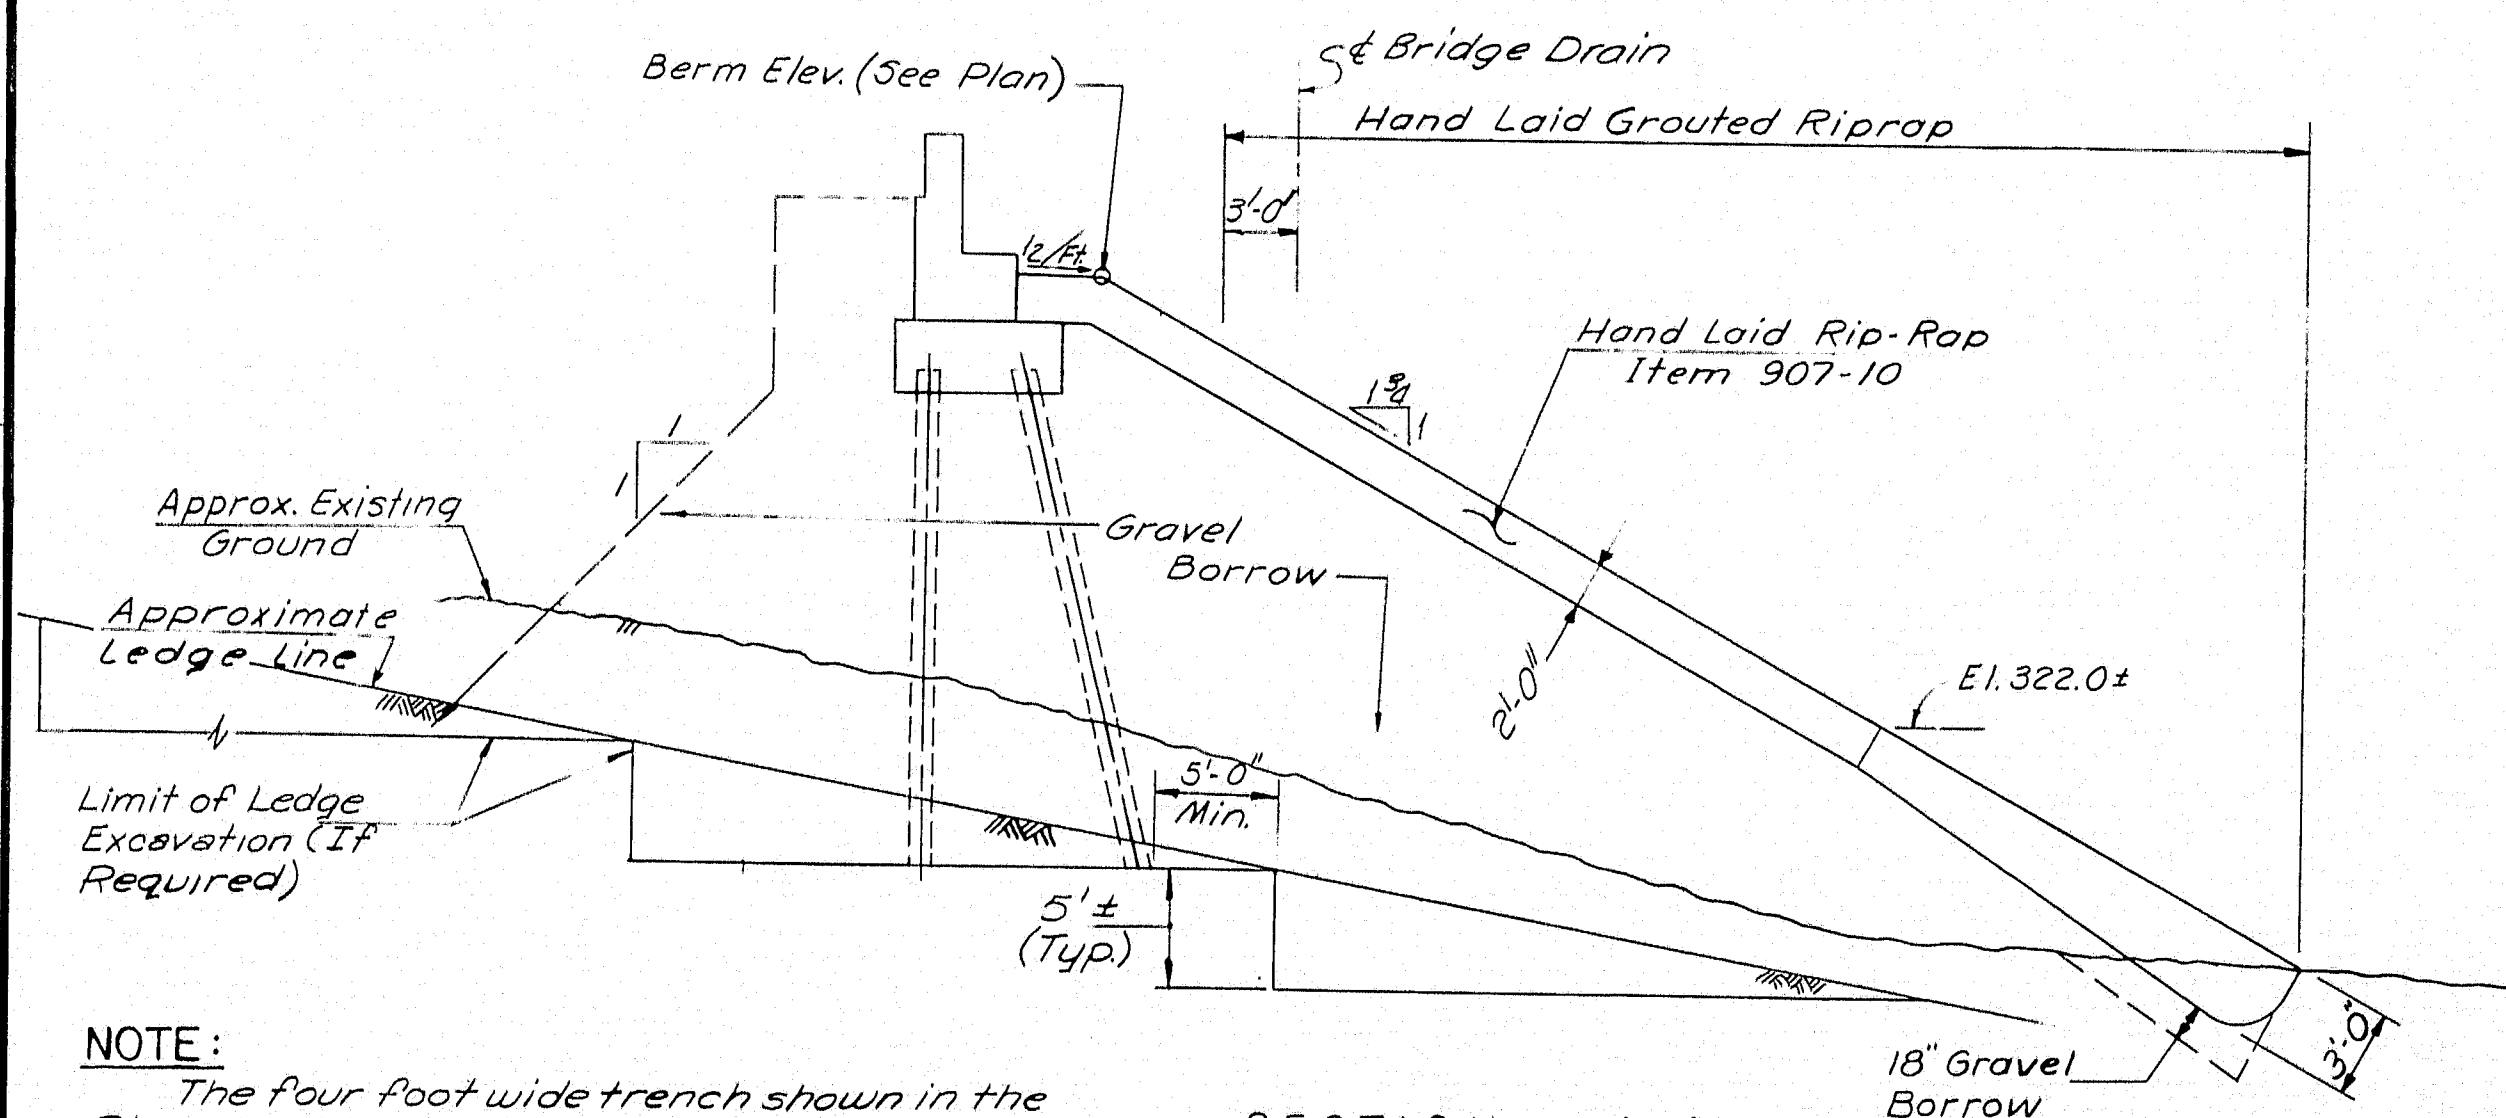 ℄ Bridge Drain
Berm Elev. (See Plan)
Hand Laid Grouted Riprap
3'-0"
1/2/Ft.
Hand Laid Rip-Rap
Item 907-10
1 3/4
1
1
1
Approx. Existing
Ground
Gravel
Borrow
Approximate
Ledge Line
2'-0"
El. 322.0±
5'-0"
Min.
Limit of Ledge
Excavation (If
Required)
5'±
(Typ.)
3'-0"
NOTE:
The four foot wide trench shown in the
18" Gravel
Borrow